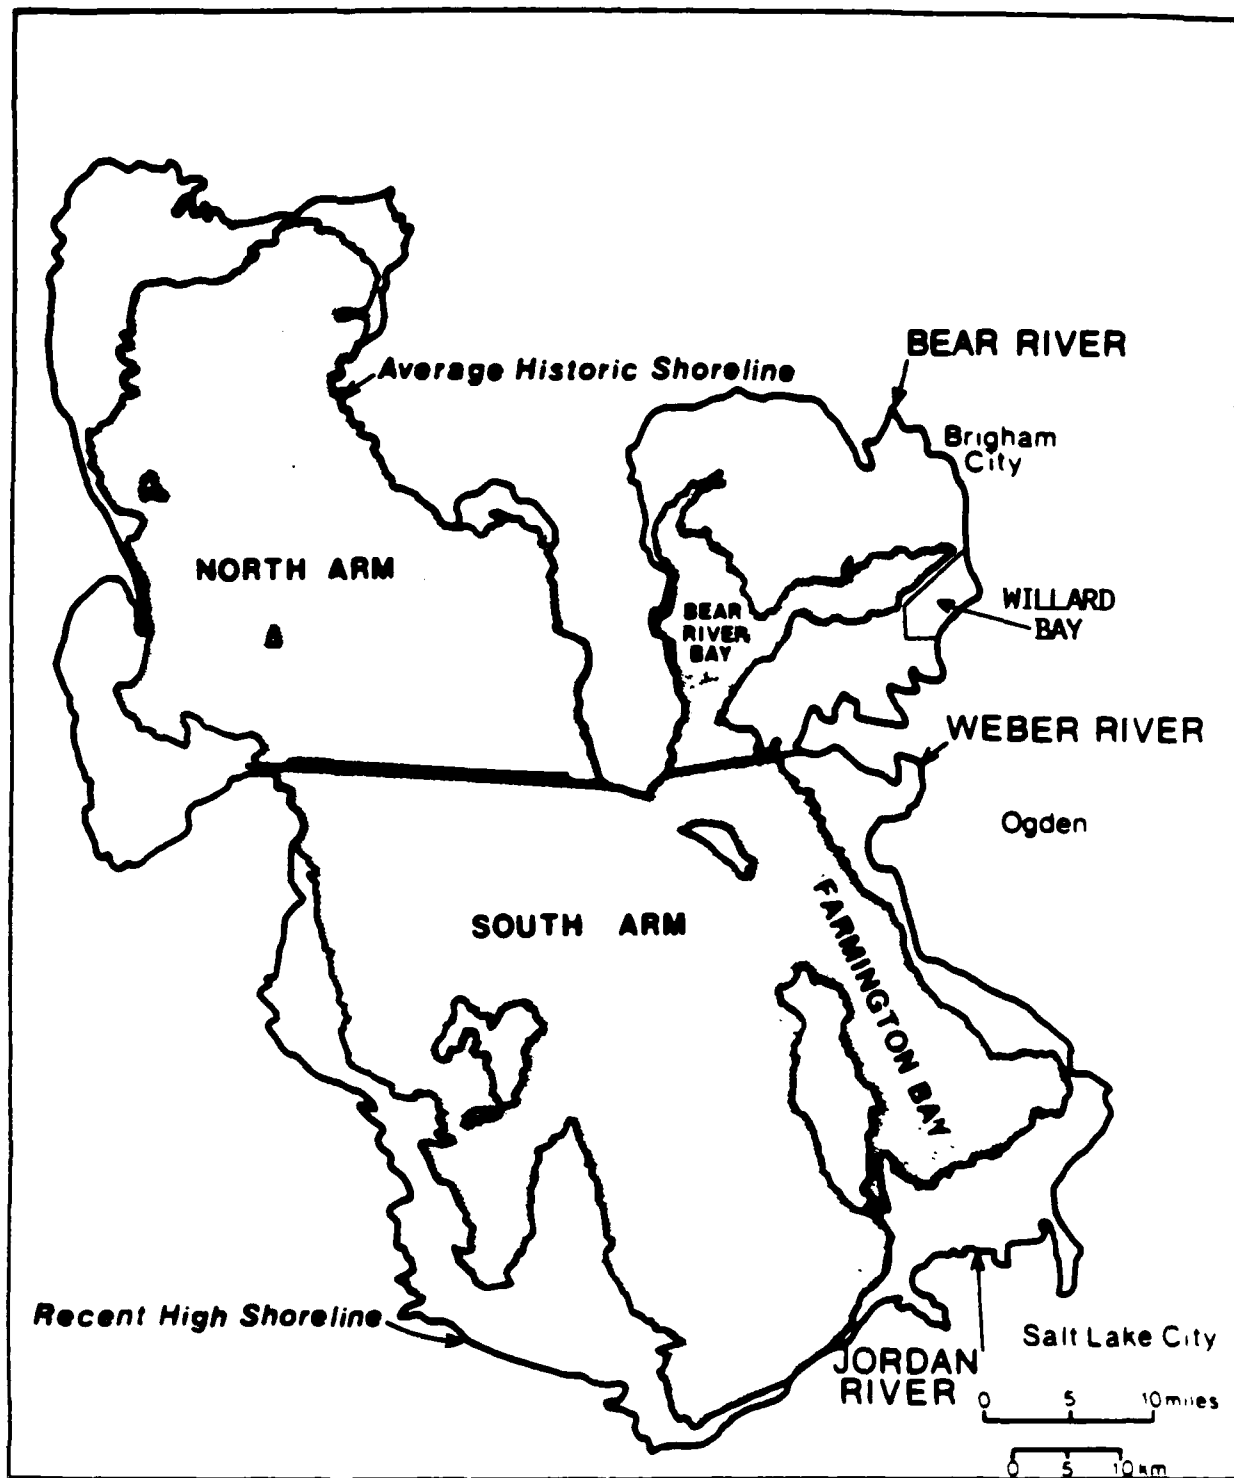 BEAR RIVER
Average Historic Shoreline
Brigham
City
NORTH ARM
WILLARD
BAY
BEAR
RIVER
BAY
WEBER RIVER
Ogden
SOUTH ARM
FARMINGTON BAY
Recent High Shoreline
Salt Lake City
JORDAN
RIVER
0 5 10 miles
0 5 10 km